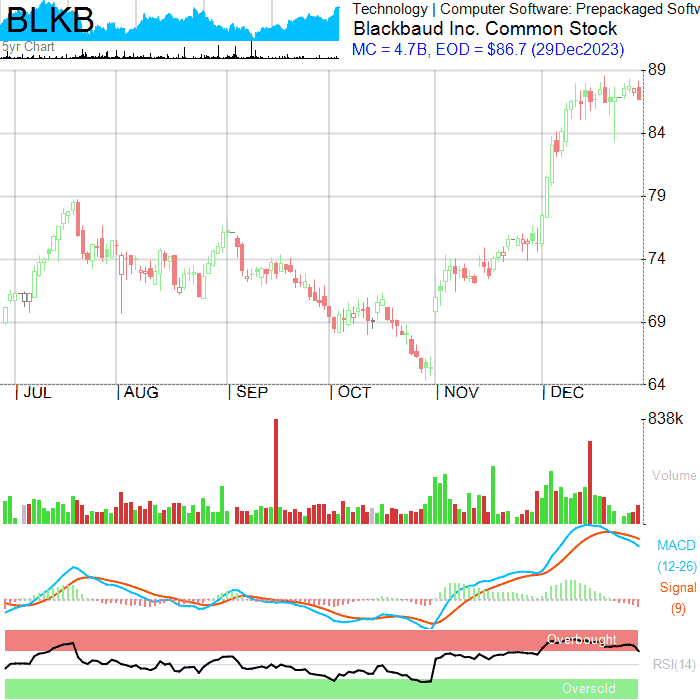 BLKB
5yr Chart
Technology | Computer Software: Prepackaged Softw
Blackbaud Inc. Common Stock
MC = 4.7B, EOD = $86.7 (29Dec2023)
89
84
79
74
69
64
JUL AUG SEP OCT NOV DEC
838k
Volume
MACD
(12-26)
Signal
(9)
Overbought
RSI(14)
Oversold